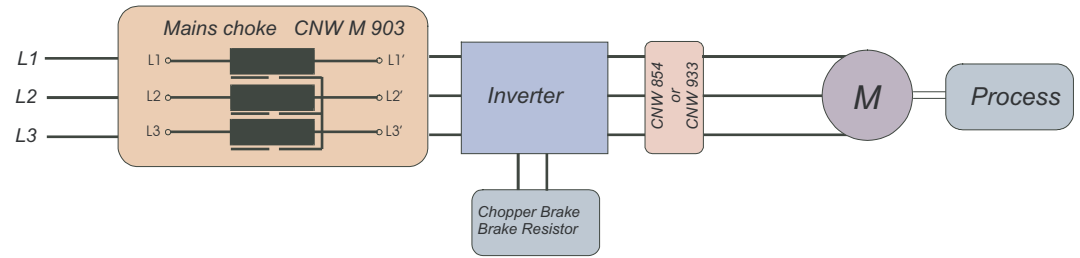 Mains choke CNW M 903
L1
L2
L3
L1
L2
L3
L1'
L2'
L3'
Inverter
CNW 854
or
CNW 933
M
Process
Chopper Brake
Brake Resistor